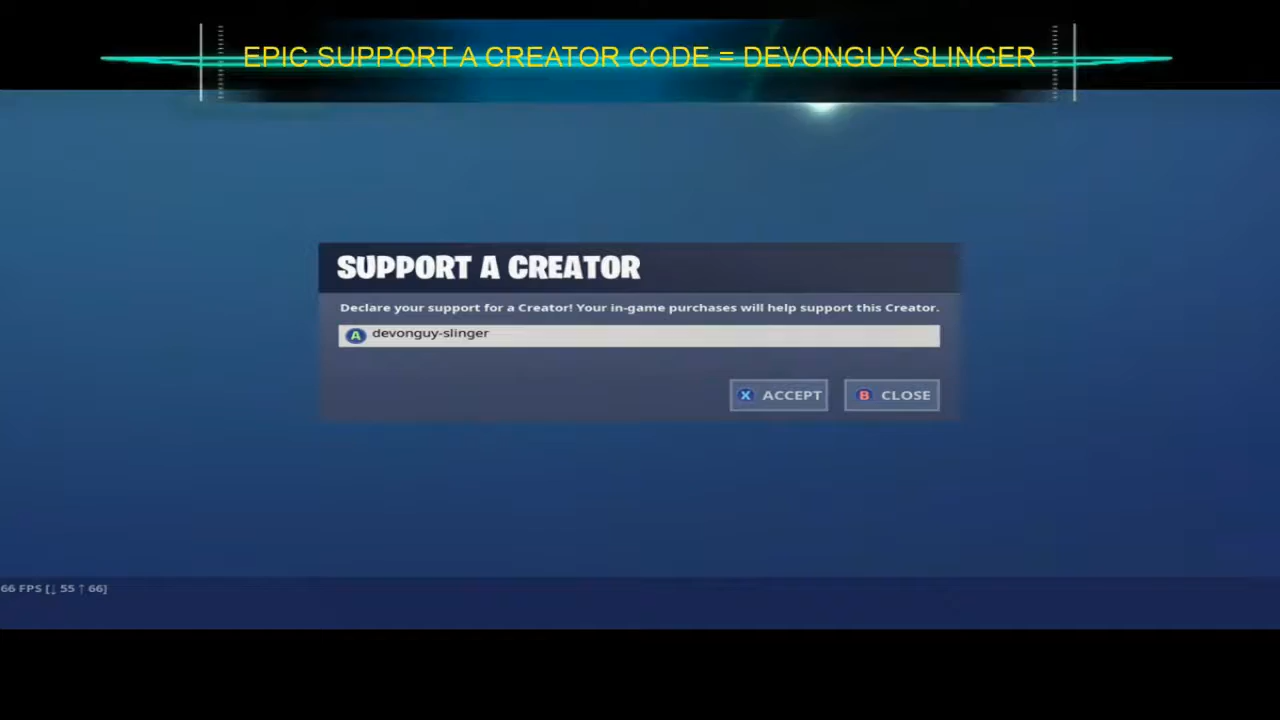 EPIC SUPPORT A CREATOR CODE = DEVONGUY-SLINGER
SUPPORT A CREATOR
Declare your support for a Creator! Your in-game purchases will help support this Creator.
A devonguy-slinger
X ACCEPT B CLOSE
66 FPS [↓ 55 ↑ 66]